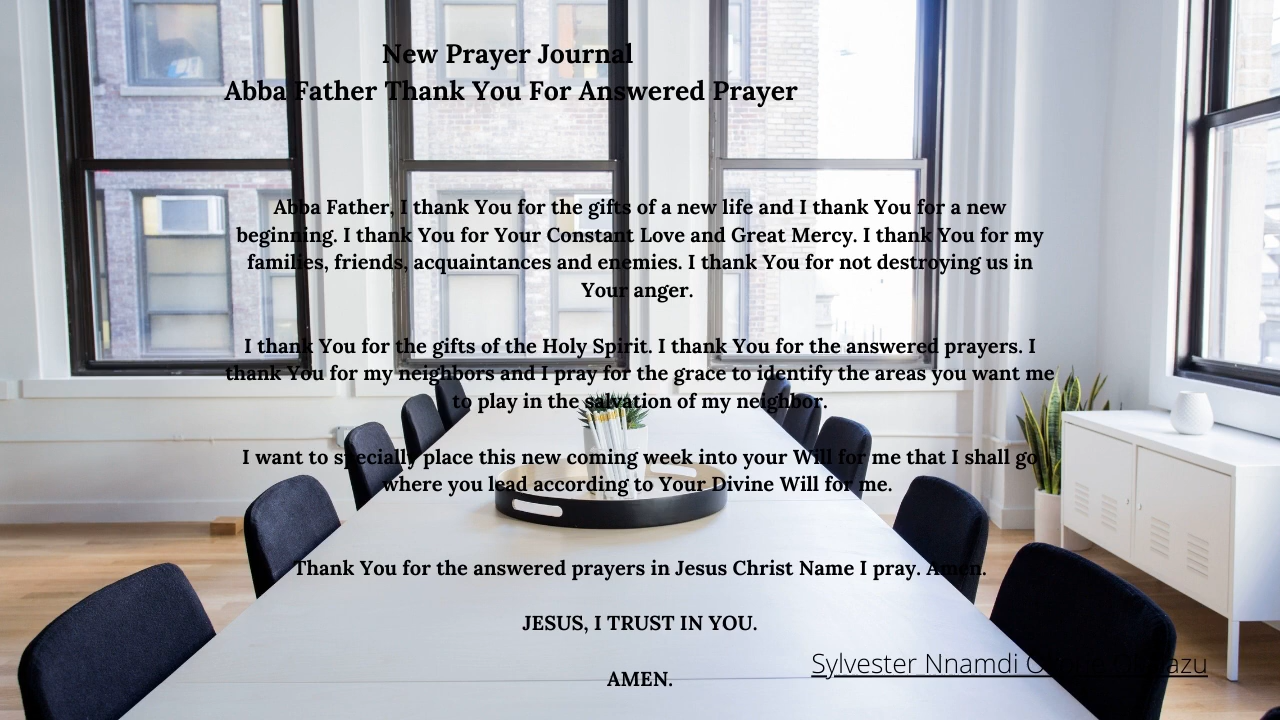 New Prayer Journal
Abba Father Thank You For Answered Prayer
Abba Father, I thank You for the gifts of a new life and I thank You for a new
beginning. I thank You for Your Constant Love and Great Mercy. I thank You for my
families, friends, acquaintances and enemies. I thank You for not destroying us in
Your anger.
I thank You for the gifts of the Holy Spirit. I thank You for the answered prayers. I
thank You for my neighbors and I pray for the grace to identify the areas you want me
to play in the salvation of my neighbor.
I want to specially place this new coming week into your Will for me that I shall go
where you lead according to Your Divine Will for me.
Thank You for the answered prayers in Jesus Christ Name I pray. Amen.
JESUS, I TRUST IN YOU.
AMEN.
Sylvester Nnamdi